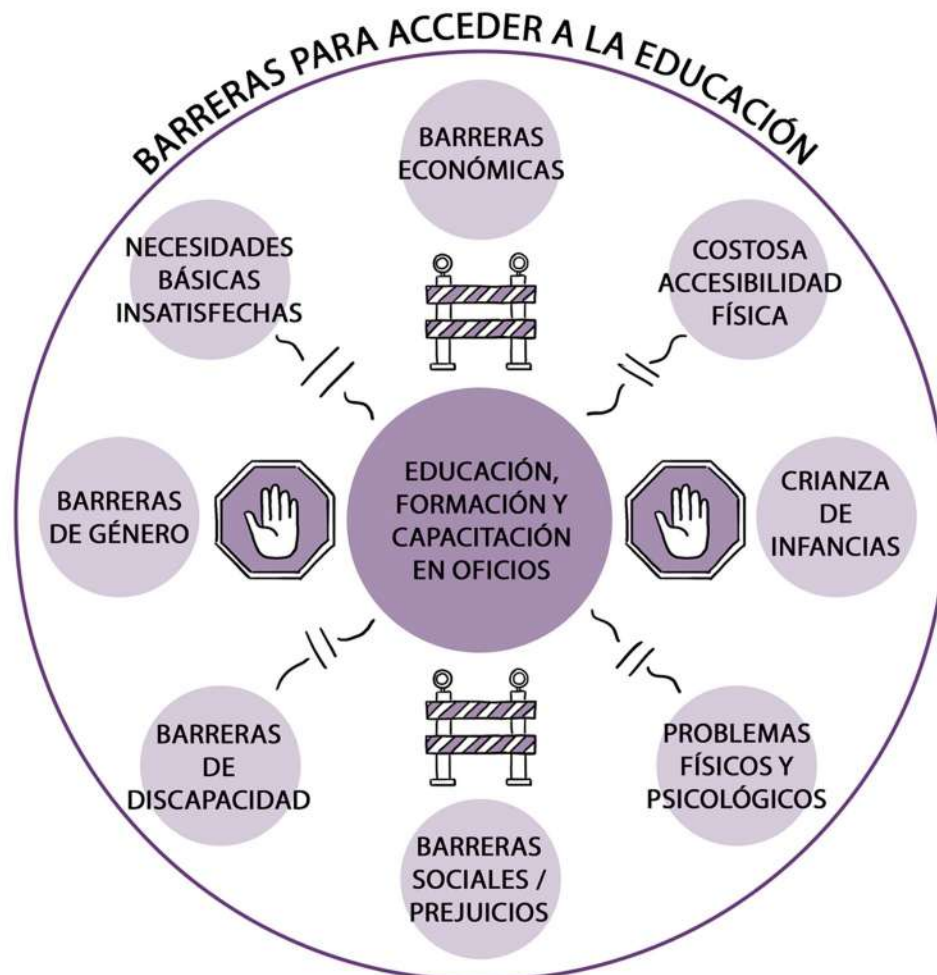 BARRERAS PARA ACCEDER A LA EDUCACIÓN
BARRERAS
ECONÓMICAS
NECESIDADES
BÁSICAS
INSATISFECHAS
COSTOSA
ACCESIBILIDAD
FÍSICA
BARRERAS
DE GÉNERO
EDUCACIÓN,
FORMACIÓN Y
CAPACITACIÓN
EN OFICIOS
CRIANZA
DE
INFANCIAS
BARRERAS
DE
DISCAPACIDAD
PROBLEMAS
FÍSICOS Y
PSICOLÓGICOS
BARRERAS
SOCIALES /
PREJUICIOS